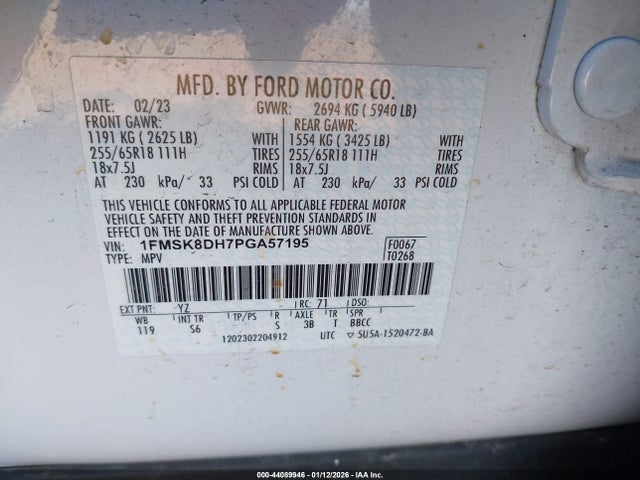 MFD. BY FORD MOTOR CO.
DATE: 02/23 GVWR: 2694 KG ( 5940 LB)
FRONT GAWR: REAR GAWR:
1191 KG ( 2625 LB) WITH 1554 KG ( 3425 LB) WITH
255/65R18 111H TIRES 255/65R18 111H TIRES
18x7.5J RIMS 18x7.5J RIMS
AT 230 kPa/ 33 PSI COLD AT 230 kPa/ 33 PSI COLD
THIS VEHICLE CONFORMS TO ALL APPLICABLE FEDERAL MOTOR
VEHICLE SAFETY AND THEFT PREVENTION STANDARDS IN
EFFECT ON THE DATE OF MANUFACTURE SHOWN ABOVE.
VIN: 1FMSK8DH7PGA57195 F0067
TYPE: MPV T0268
EXT PNT: YZ RC: 71 DSO:
WB INT TR TP/PS R AXLE TR SPR
119 S6 S 3B T BBCC
1202302204912 UTC ▽ 5U5A-1520472-BA
000-44089946 - 01/12/2026 - IAA Inc.